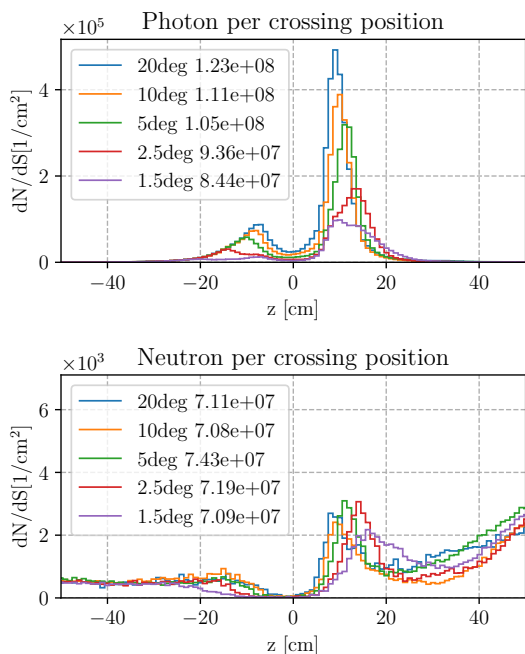 Photon per crossing position
×10⁵
dN/dS[1/cm²]
20deg 1.23e+08
10deg 1.11e+08
5deg 1.05e+08
2.5deg 9.36e+07
1.5deg 8.44e+07
4
2
0
−40 −20 0 20 40
z [cm]
Neutron per crossing position
×10³
dN/dS[1/cm²]
20deg 7.11e+07
10deg 7.08e+07
5deg 7.43e+07
2.5deg 7.19e+07
1.5deg 7.09e+07
6
4
2
0
−40 −20 0 20 40
z [cm]